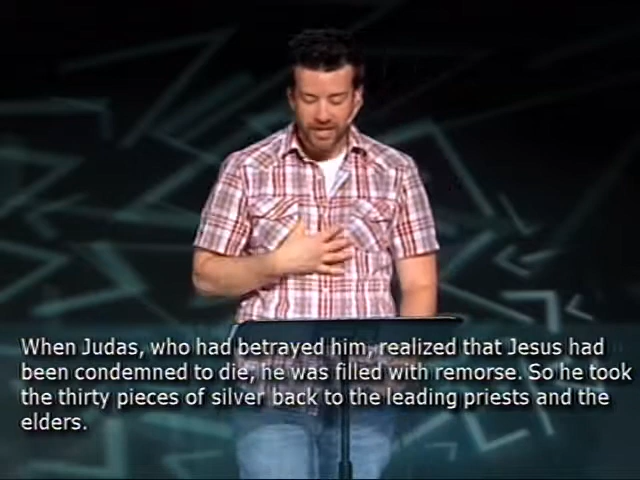 When Judas, who had betrayed him, realized that Jesus had
been condemned to die, he was filled with remorse. So he took
the thirty pieces of silver back to the leading priests and the
elders.